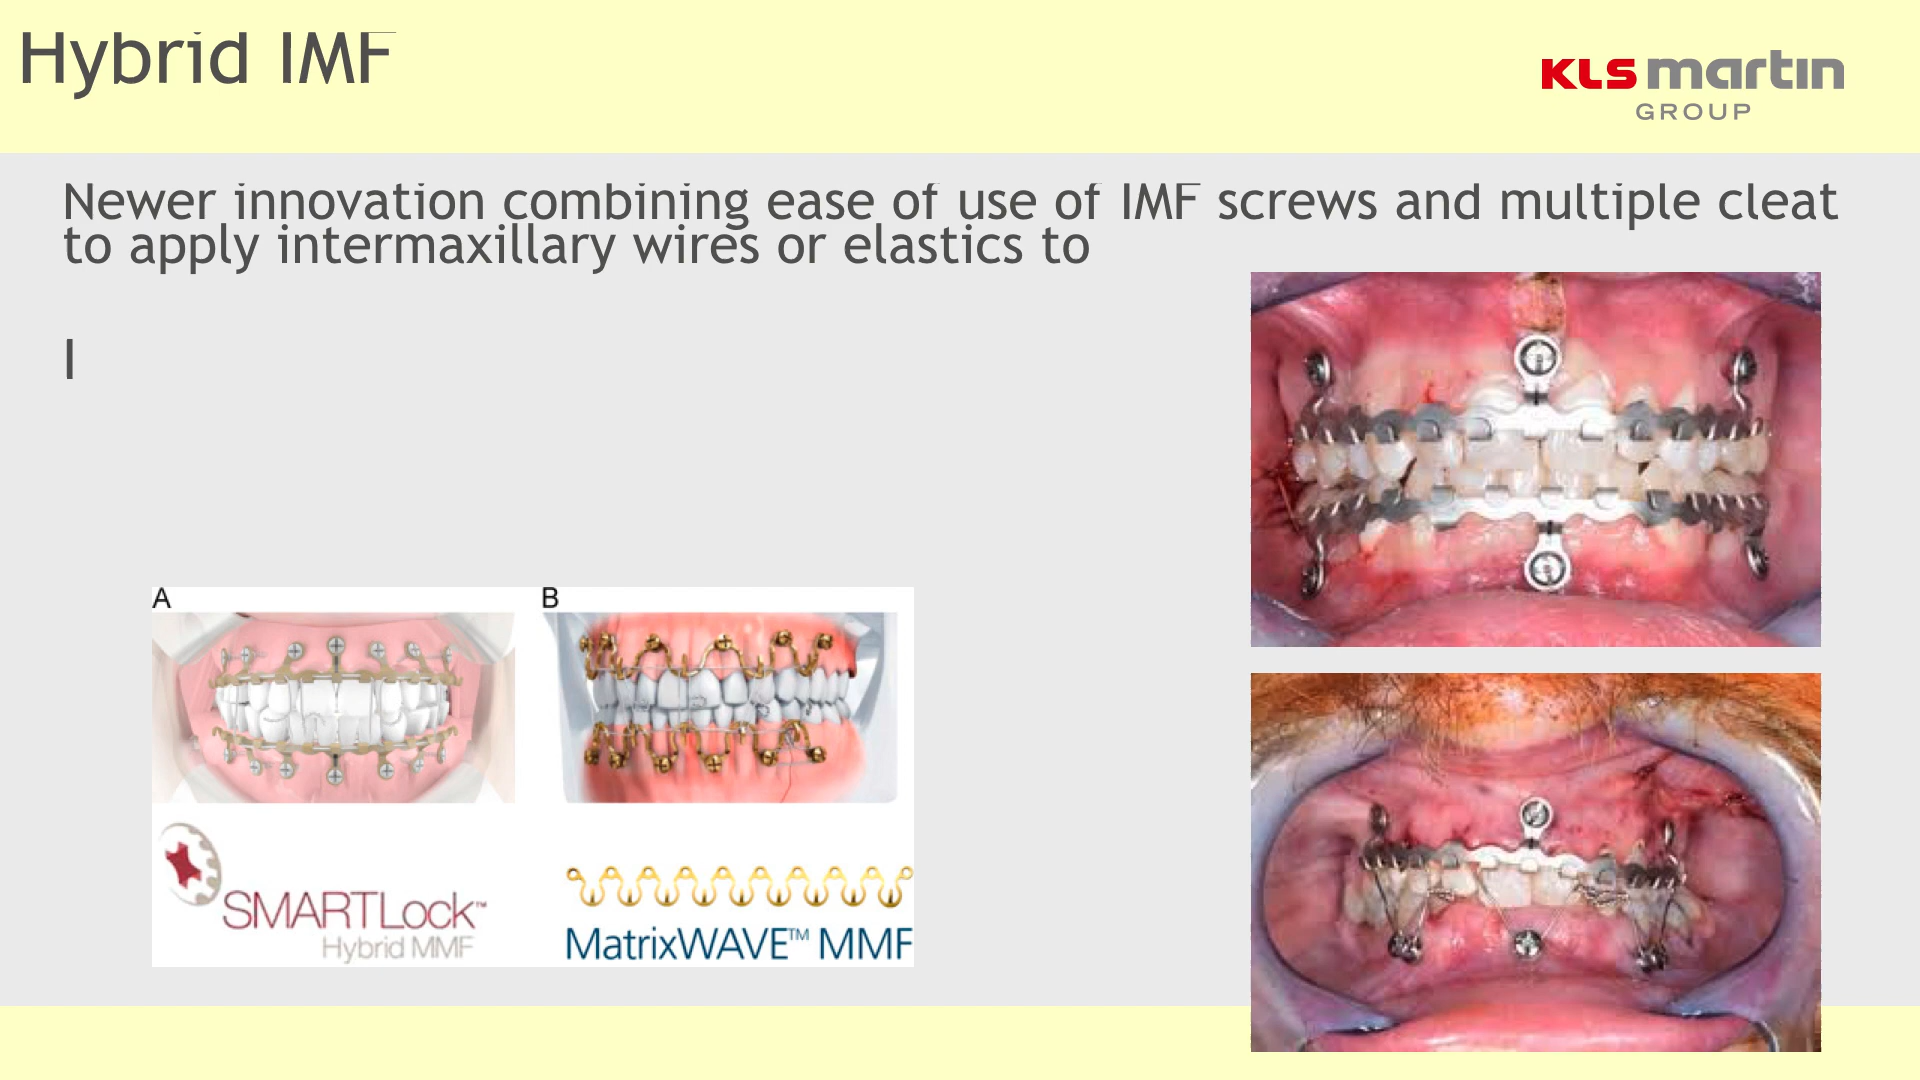 Hybrid IMF
KLS martin
GROUP
Newer innovation combining ease of use of IMF screws and multiple cleat
to apply intermaxillary wires or elastics to
I
A
B
SMARTLock™
Hybrid MMF
MatrixWAVE™ MMF